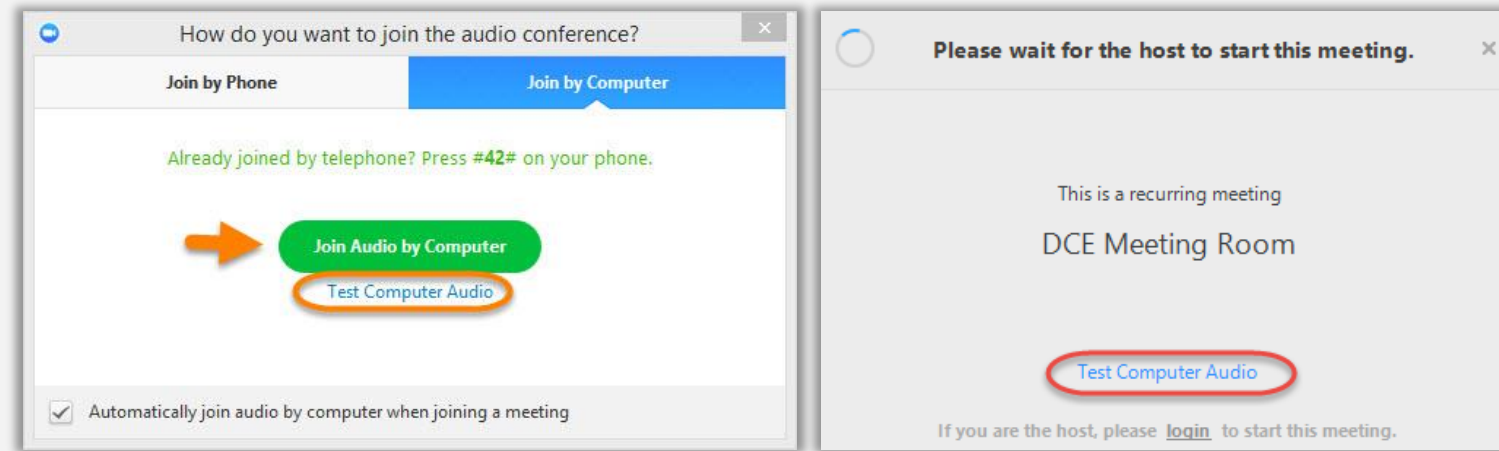 How do you want to join the audio conference?
Join by Phone
Join by Computer
Already joined by telephone? Press #42# on your phone.
Join Audio by Computer
Test Computer Audio
Automatically join audio by computer when joining a meeting
Please wait for the host to start this meeting.
This is a recurring meeting
DCE Meeting Room
Test Computer Audio
If you are the host, please login to start this meeting.